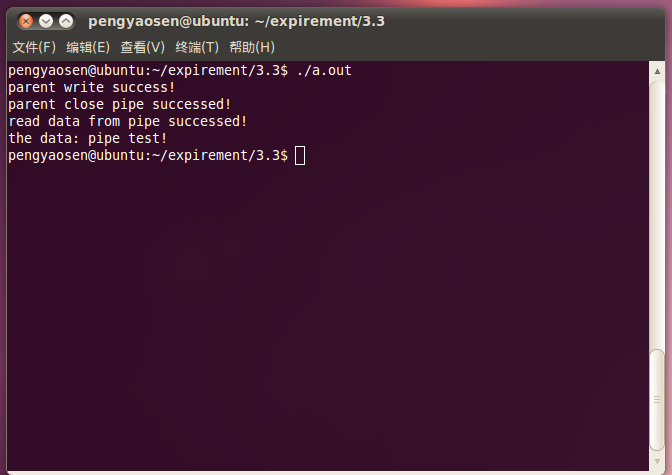 pengyaosen@ubuntu: ~/expirement/3.3
文件(F) 编辑(E) 查看(V) 终端(T) 帮助(H)
pengyaosen@ubuntu:~/expirement/3.3$ ./a.out
parent write success!
parent close pipe successed!
read data from pipe successed!
the data: pipe test!
pengyaosen@ubuntu:~/expirement/3.3$